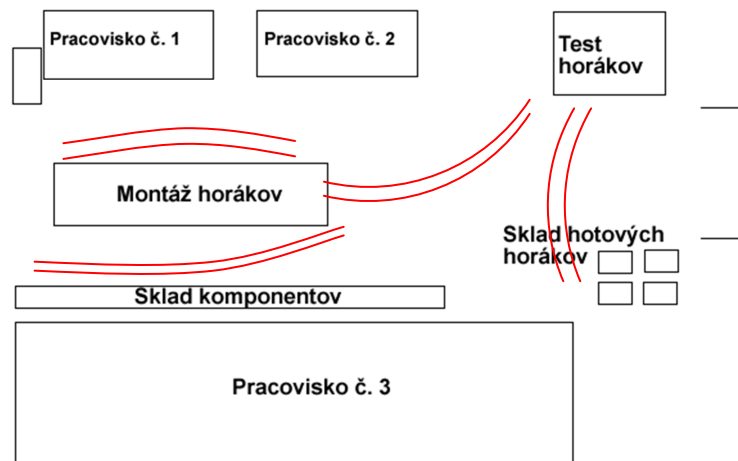 Pracovisko č. 1
Pracovisko č. 2
Test
horákov
Montáž horákov
Sklad hotových
horákov
Sklad komponentov
Pracovisko č. 3